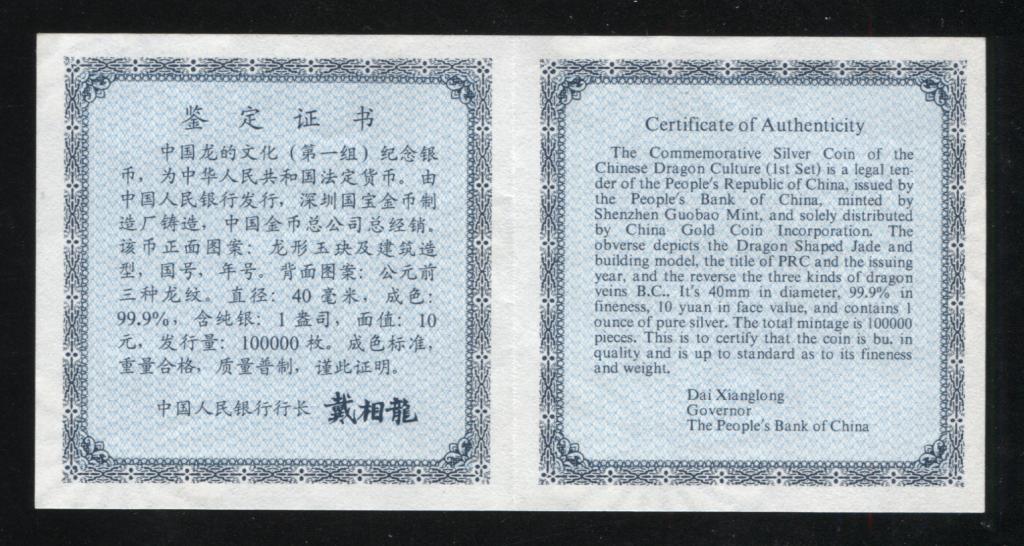 鉴定证书
中国龙的文化（第一组）纪念银
币，为中华人民共和国法定货币。由
中国人民银行发行，深圳国宝金币制
造厂铸造，中国金币总公司总经销。
该币正面图案：龙形玉玦及建筑造
型，国号，年号。背面图案：公元前
三种龙纹。直径：40毫米，成色：
99.9%，含纯银：1盎司，面值：10
元，发行量：100000枚。成色标准，
重量合格，质量普制，谨此证明。
中国人民银行行长 戴相龍
Certificate of Authenticity
The Commemorative Silver Coin of the
Chinese Dragon Culture (1st Set) is a legal ten-
der of the People's Republic of China, issued by
the People's Bank of China, minted by
Shenzhen Guobao Mint, and solely distributed
by China Gold Coin Incorporation. The
obverse depicts the Dragon Shaped Jade and
building model, the title of PRC and the issuing
year, and the reverse the three kinds of dragon
veins B.C.. It's 40mm in diameter, 99.9% in
fineness, 10 yuan in face value, and contains 1
ounce of pure silver. The total mintage is 100000
pieces. This is to certify that the coin is bu. in
quality and is up to standard as to its fineness
and weight.
Dai Xianglong
Governor
The People's Bank of China